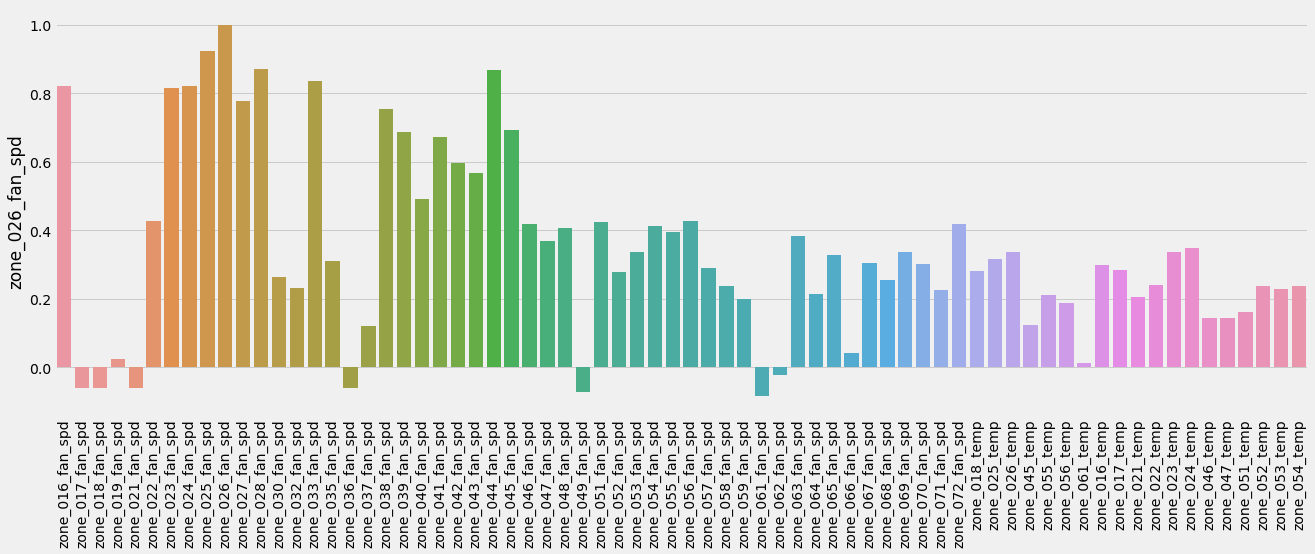 zone_026_fan_spd
1.0
0.8
0.6
0.4
0.2
0.0
zone_016_fan_spd
zone_017_fan_spd
zone_018_fan_spd
zone_019_fan_spd
zone_021_fan_spd
zone_022_fan_spd
zone_023_fan_spd
zone_024_fan_spd
zone_025_fan_spd
zone_026_fan_spd
zone_027_fan_spd
zone_028_fan_spd
zone_030_fan_spd
zone_032_fan_spd
zone_033_fan_spd
zone_035_fan_spd
zone_036_fan_spd
zone_037_fan_spd
zone_038_fan_spd
zone_039_fan_spd
zone_040_fan_spd
zone_041_fan_spd
zone_042_fan_spd
zone_043_fan_spd
zone_044_fan_spd
zone_045_fan_spd
zone_046_fan_spd
zone_047_fan_spd
zone_048_fan_spd
zone_049_fan_spd
zone_051_fan_spd
zone_052_fan_spd
zone_053_fan_spd
zone_054_fan_spd
zone_055_fan_spd
zone_056_fan_spd
zone_057_fan_spd
zone_058_fan_spd
zone_059_fan_spd
zone_061_fan_spd
zone_062_fan_spd
zone_063_fan_spd
zone_064_fan_spd
zone_065_fan_spd
zone_066_fan_spd
zone_067_fan_spd
zone_068_fan_spd
zone_069_fan_spd
zone_070_fan_spd
zone_071_fan_spd
zone_072_fan_spd
zone_018_temp
zone_025_temp
zone_026_temp
zone_045_temp
zone_055_temp
zone_056_temp
zone_061_temp
zone_016_temp
zone_017_temp
zone_021_temp
zone_022_temp
zone_023_temp
zone_024_temp
zone_046_temp
zone_047_temp
zone_051_temp
zone_052_temp
zone_053_temp
zone_054_temp